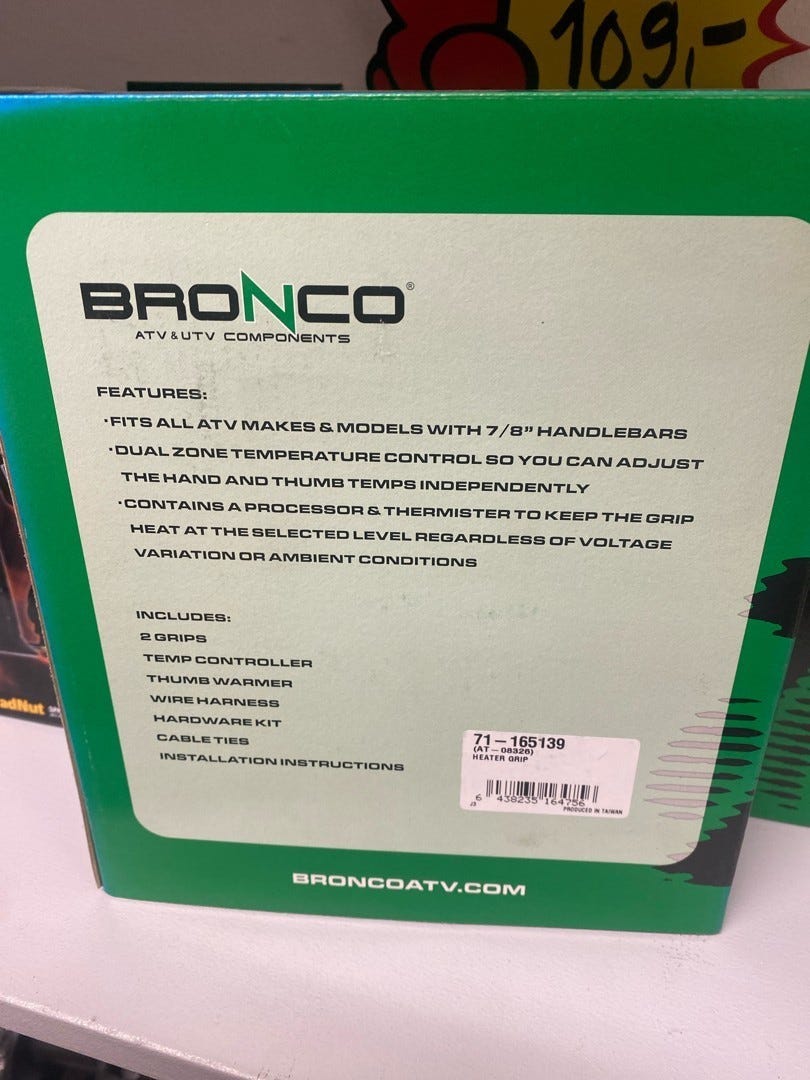 109,-
BRONCO®
ATV & UTV COMPONENTS
FEATURES:
·FITS ALL ATV MAKES & MODELS WITH 7/8” HANDLEBARS
·DUAL ZONE TEMPERATURE CONTROL SO YOU CAN ADJUST
THE HAND AND THUMB TEMPS INDEPENDENTLY
·CONTAINS A PROCESSOR & THERMISTER TO KEEP THE GRIP
HEAT AT THE SELECTED LEVEL REGARDLESS OF VOLTAGE
VARIATION OR AMBIENT CONDITIONS
INCLUDES:
2 GRIPS
TEMP CONTROLLER
THUMB WARMER
WIRE HARNESS
HARDWARE KIT
CABLE TIES
INSTALLATION INSTRUCTIONS
adNut
71-165139
(AT-08326)
HEATER GRIP
6 438235 164756
J3 PRODUCED IN TAIWAN
BRONCOATV.COM